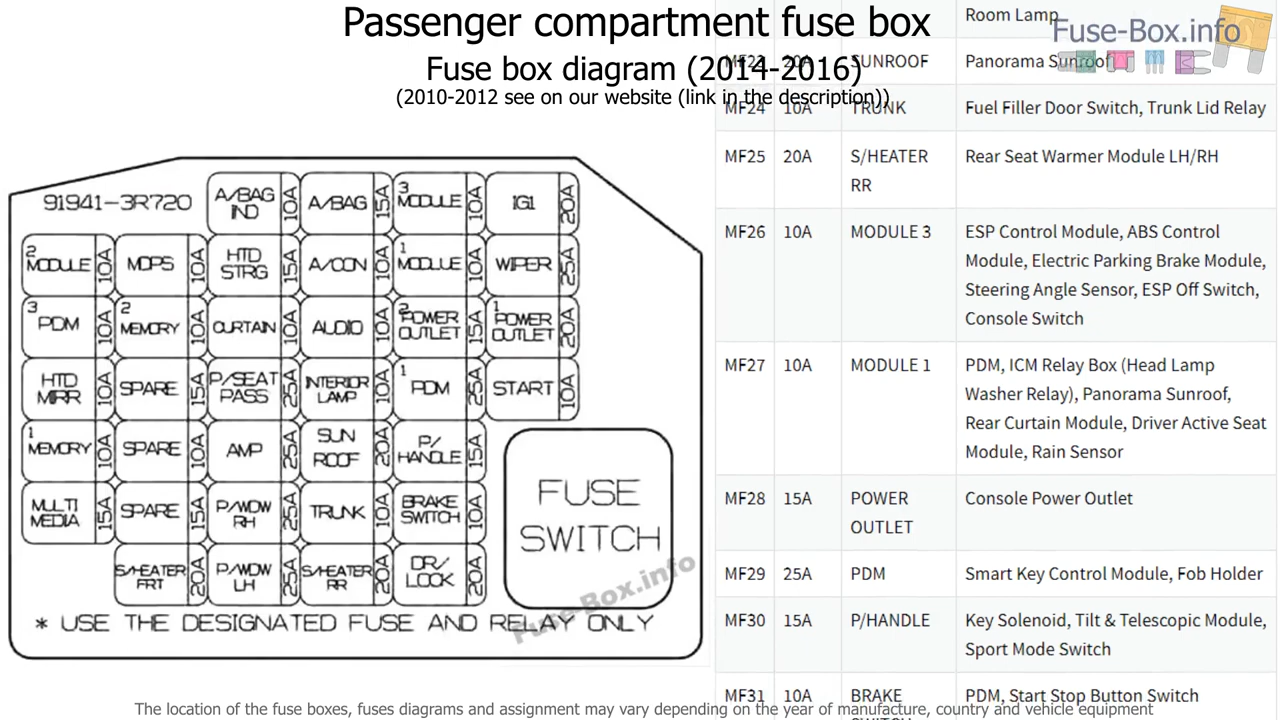 Passenger compartment fuse box
Fuse box diagram (2014-2016)
(2010-2012 see on our website (link in the description))
Fuse-Box.info
91941-3R720
A/BAG IND 10A
A/BAG 15A
3 MODULE 10A
IG1 20A
2 MODULE 10A
MDPS 10A
HTD STRG 15A
A/CON 10A
1 MODLUE 10A
WIPER 25A
3 PDM 10A
2 MEMORY 10A
CURTAIN 10A
AUDIO 10A
2 POWER OUTLET 15A
1 POWER OUTLET 20A
HTD MIRR 10A
SPARE 15A
P/SEAT PASS 25A
INTERIOR LAMP 10A
1 PDM 25A
START 10A
1 MEMORY 10A
SPARE 10A
AMP 25A
SUN ROOF 20A
P/HANDLE 15A
MULTI MEDIA 15A
SPARE 15A
P/WDW RH 25A
TRUNK 10A
BRAKE SWITCH 10A
S/HEATER FRT 20A
P/WDW LH 25A
S/HEATER RR 20A
DR/LOCK 20A
FUSE
SWITCH
Fuse-Box.info
* USE THE DESIGNATED FUSE AND RELAY ONLY
Room Lamp
MF23 20A SUNROOF Panorama Sunroof
MF24 10A TRUNK Fuel Filler Door Switch, Trunk Lid Relay
MF25 20A S/HEATER Rear Seat Warmer Module LH/RH
RR
MF26 10A MODULE 3 ESP Control Module, ABS Control
Module, Electric Parking Brake Module,
Steering Angle Sensor, ESP Off Switch,
Console Switch
MF27 10A MODULE 1 PDM, ICM Relay Box (Head Lamp
Washer Relay), Panorama Sunroof,
Rear Curtain Module, Driver Active Seat
Module, Rain Sensor
MF28 15A POWER Console Power Outlet
OUTLET
MF29 25A PDM Smart Key Control Module, Fob Holder
MF30 15A P/HANDLE Key Solenoid, Tilt & Telescopic Module,
Sport Mode Switch
MF31 10A BRAKE PDM, Start Stop Button Switch
The location of the fuse boxes, fuses diagrams and assignment may vary depending on the year of manufacture, country and vehicle equipment